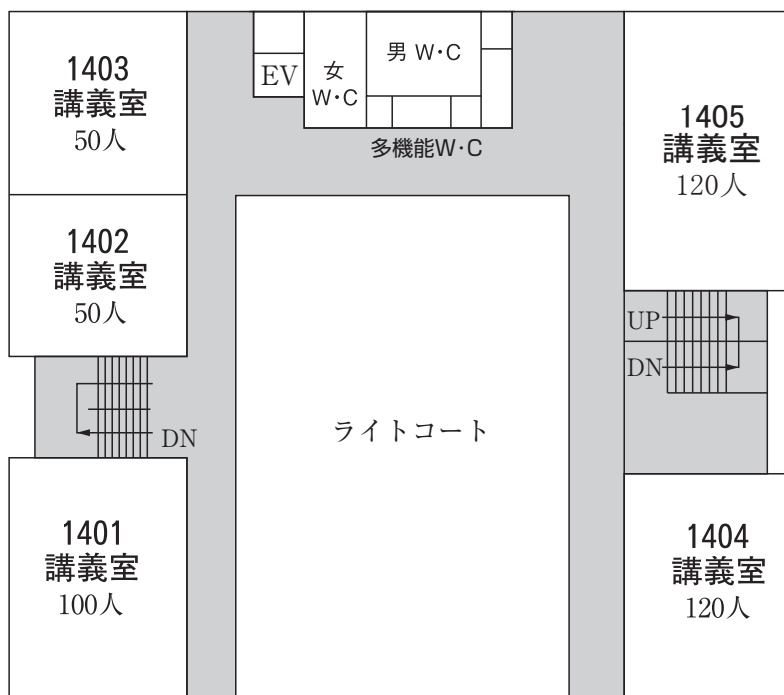 1403
講義室
50人
EV
女
W·C
男 W·C
多機能W·C
1405
講義室
120人
1402
講義室
50人
UP
DN
DN
ライトコート
1401
講義室
100人
1404
講義室
120人